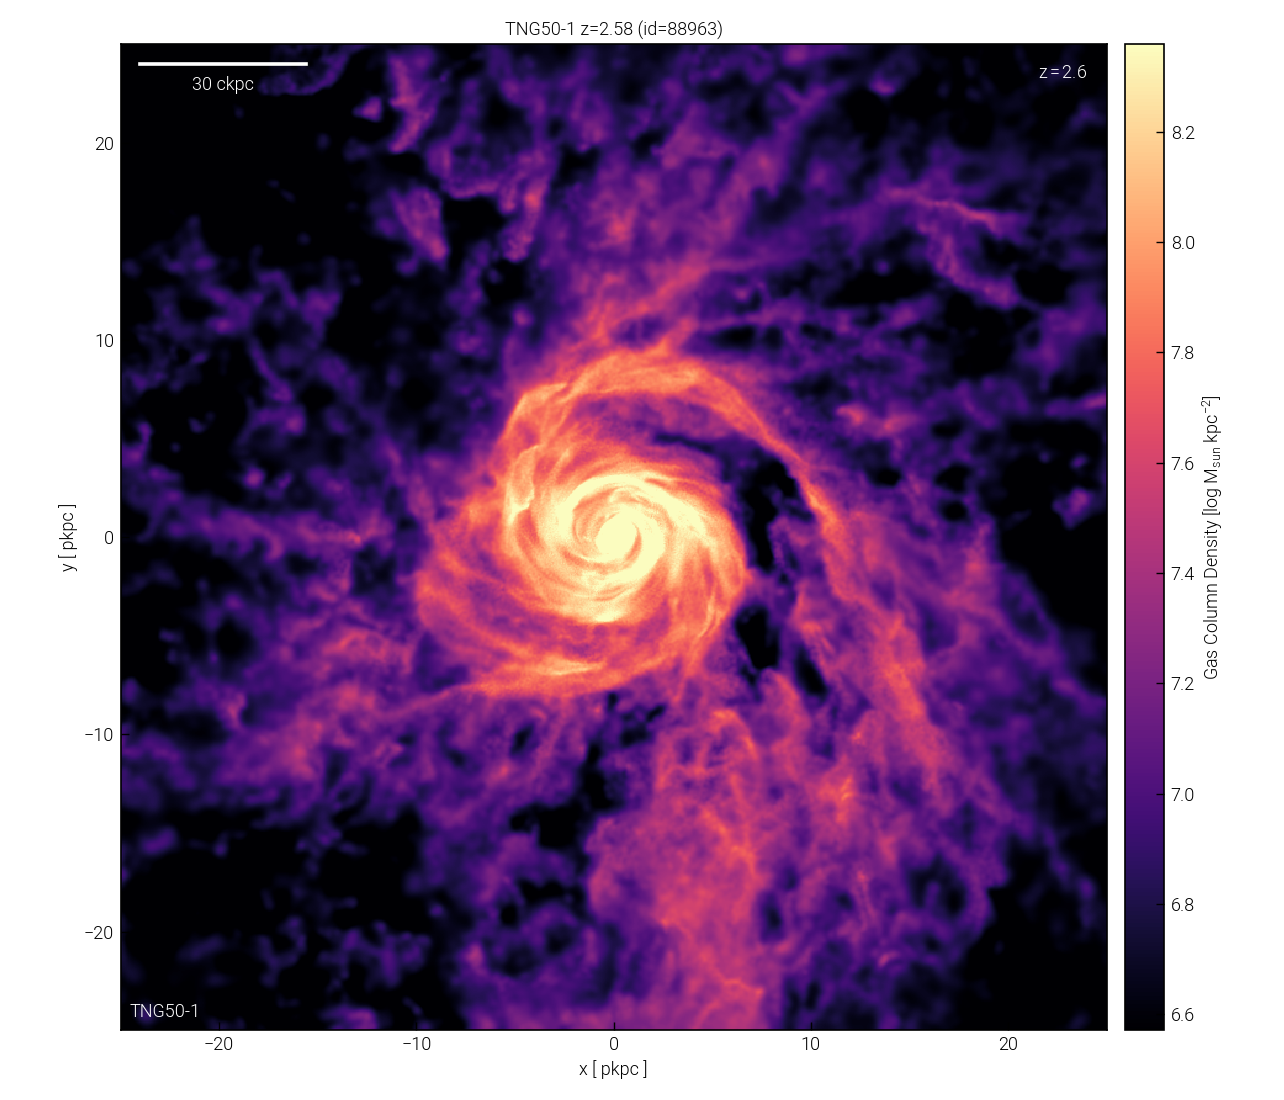 TNG50-1 z=2.58 (id=88963)
30 ckpc
z = 2.6
TNG50-1
20
10
0
−10
−20
y [ pkpc ]
−20
−10
0
10
20
x [ pkpc ]
8.2
8.0
7.8
7.6
7.4
7.2
7.0
6.8
6.6
Gas Column Density [log M_sun kpc^−2]